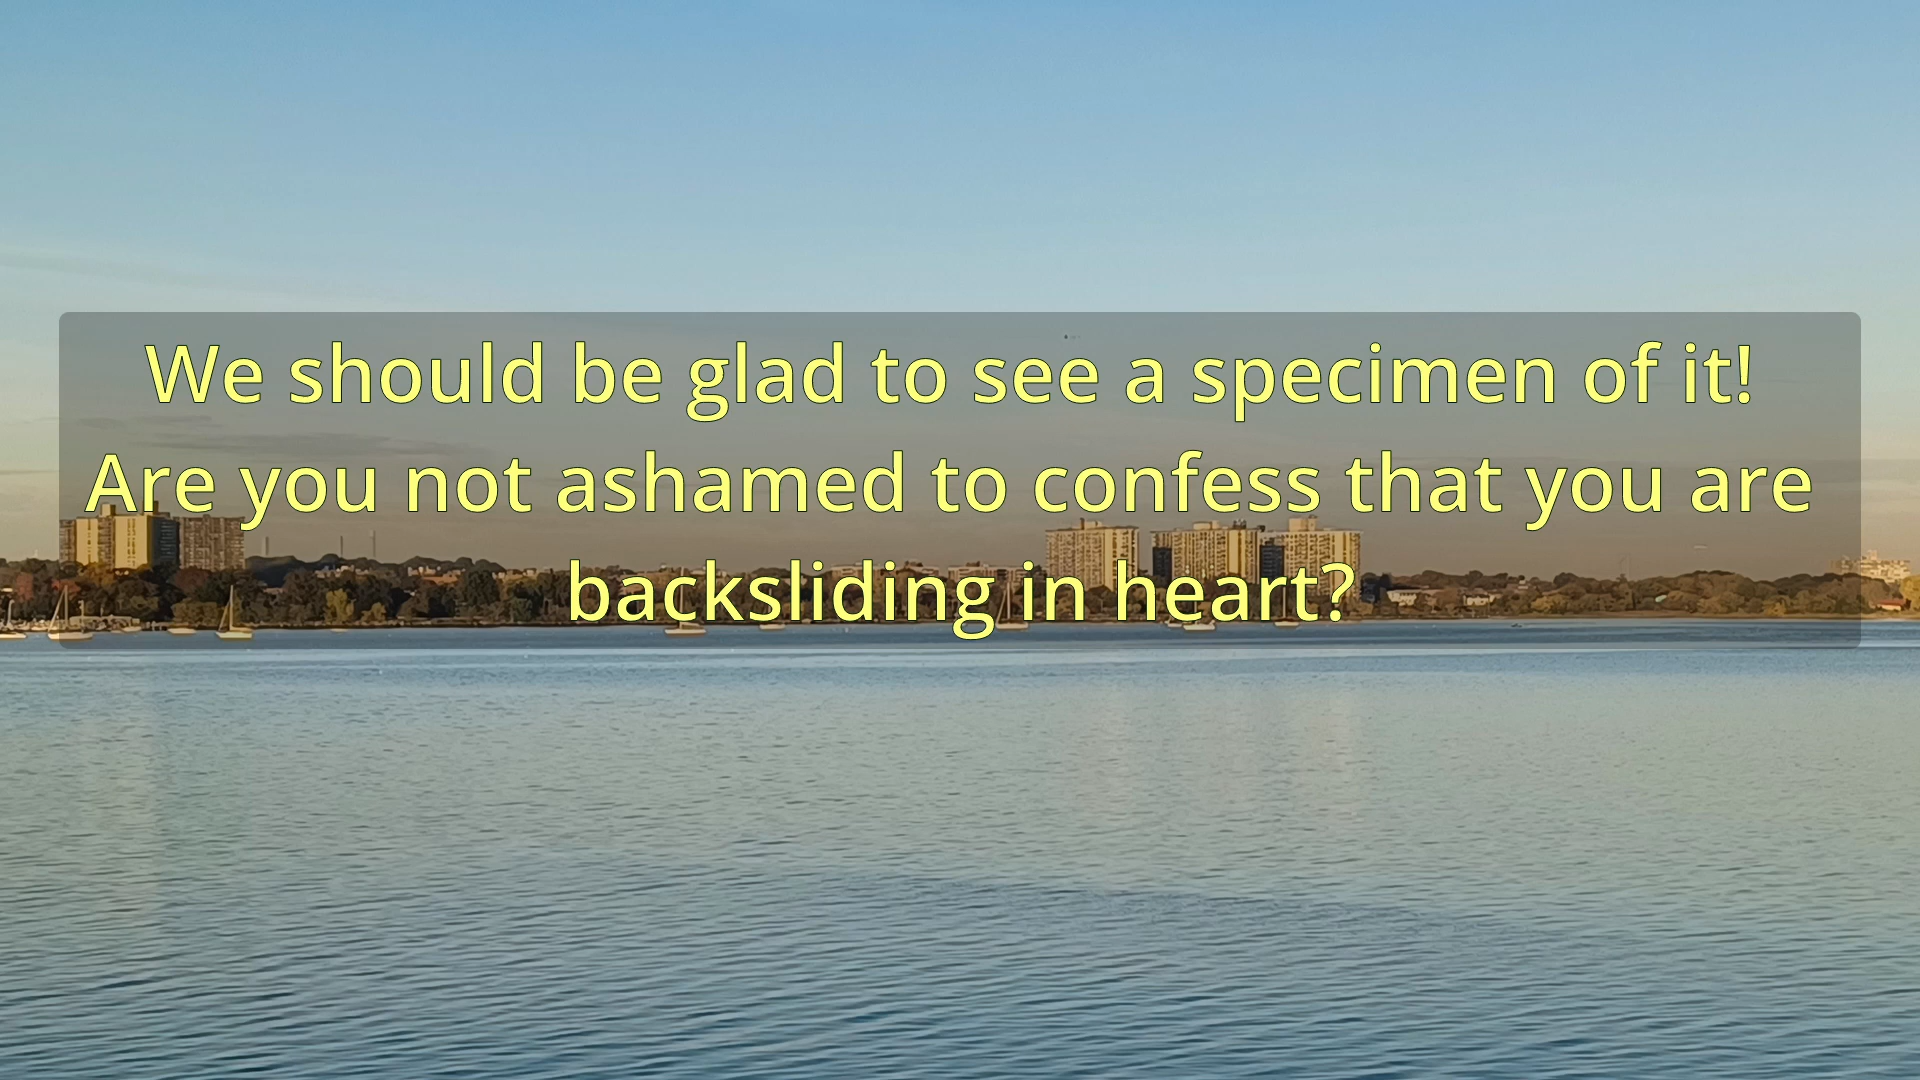 We should be glad to see a specimen of it!
Are you not ashamed to confess that you are
backsliding in heart?